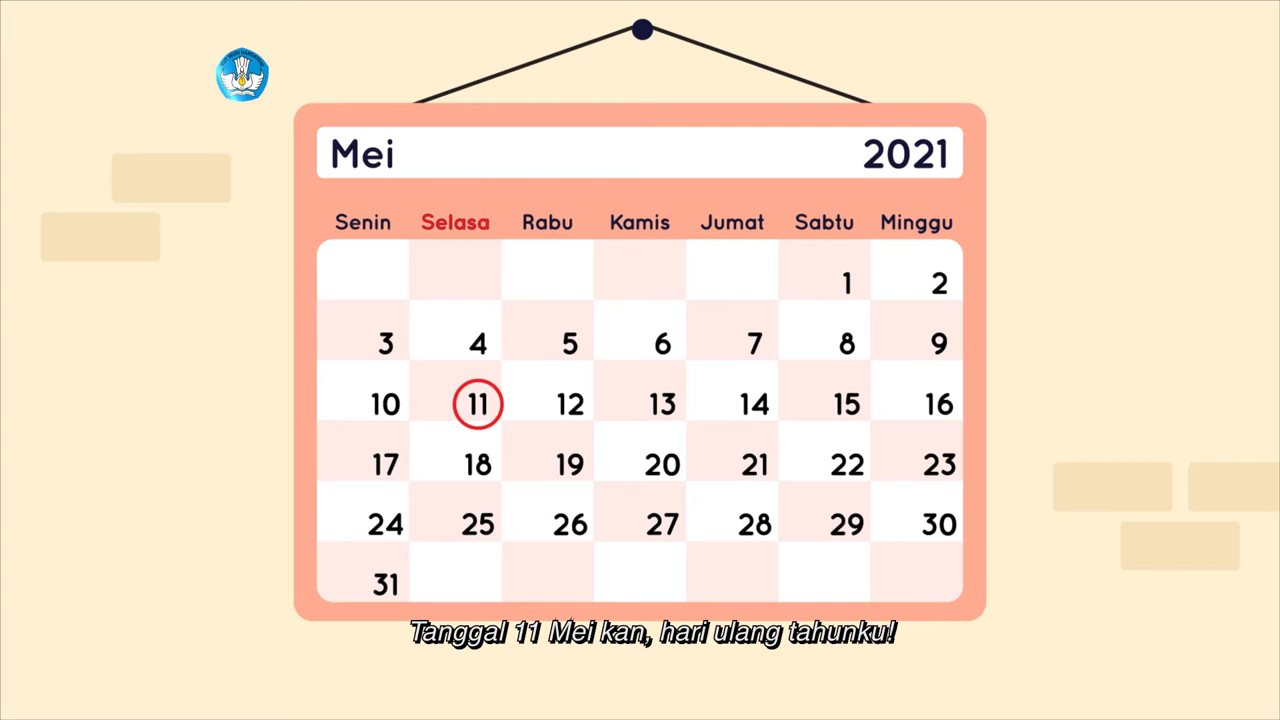 Mei 2021
Senin Selasa Rabu Kamis Jumat Sabtu Minggu
1 2
3 4 5 6 7 8 9
10 11 12 13 14 15 16
17 18 19 20 21 22 23
24 25 26 27 28 29 30
31
Tanggal 11 Mei kan, hari ulang tahunku!